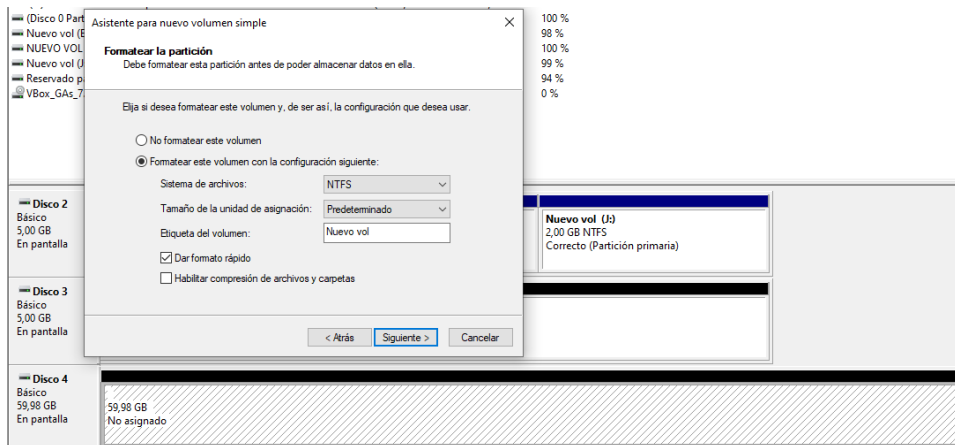 (Disco 0 Part
100 %
Nuevo vol (E
98 %
NUEVO VOL
100 %
Nuevo vol (J
99 %
Reservado p
94 %
VBox_GAs_7.
0 %
Asistente para nuevo volumen simple
Formatear la partición
Debe formatear esta partición antes de poder almacenar datos en ella.
Elija si desea formatear este volumen y, de ser así, la configuración que desea usar.
No formatear este volumen
Formatear este volumen con la configuración siguiente:
Sistema de archivos: NTFS
Tamaño de la unidad de asignación: Predeterminado
Etiqueta del volumen: Nuevo vol
Dar formato rápido
Habilitar compresión de archivos y carpetas
< Atrás Siguiente > Cancelar
Disco 2
Básico
5,00 GB
En pantalla
Nuevo vol (J:)
2,00 GB NTFS
Correcto (Partición primaria)
Disco 3
Básico
5,00 GB
En pantalla
Disco 4
Básico
59,98 GB
En pantalla
59,98 GB
No asignado